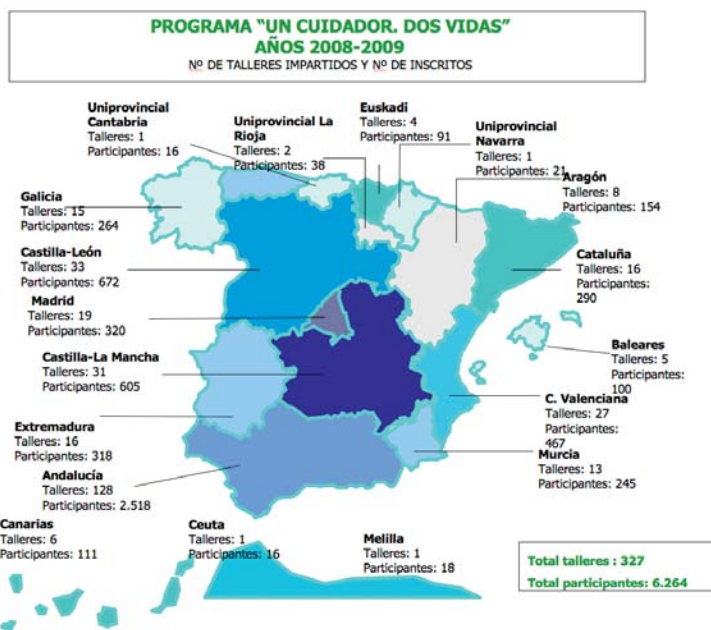 PROGRAMA “UN CUIDADOR. DOS VIDAS”
AÑOS 2008-2009
Nº DE TALLERES IMPARTIDOS Y Nº DE INSCRITOS
Uniprovincial
Cantabria
Talleres: 1
Participantes: 16
Uniprovincial La
Rioja
Talleres: 2
Participantes: 38
Euskadi
Talleres: 4
Participantes: 91
Uniprovincial
Navarra
Talleres: 1
Participantes: 21
Aragón
Talleres: 8
Participantes: 154
Galicia
Talleres: 15
Participantes: 264
Castilla-León
Talleres: 33
Participantes: 672
Madrid
Talleres: 19
Participantes: 320
Castilla-La Mancha
Talleres: 31
Participantes: 605
Extremadura
Talleres: 16
Participantes: 318
Andalucía
Talleres: 128
Participantes: 2.518
Cataluña
Talleres: 16
Participantes:
290
Baleares
Talleres: 5
Participantes:
100
C. Valenciana
Talleres: 27
Participantes:
467
Murcia
Talleres: 13
Participantes: 245
Canarias
Talleres: 6
Participantes: 111
Ceuta
Talleres: 1
Participantes: 16
Melilla
Talleres: 1
Participantes: 18
Total talleres : 327
Total participantes: 6.264